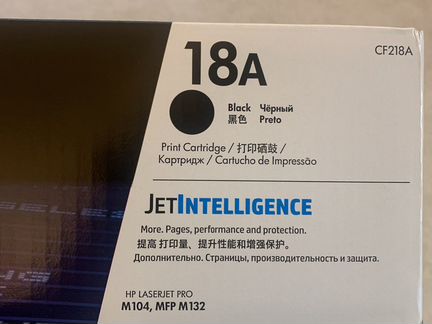 CF218A
18A
Black Чёрный
黑色 Preto
Print Cartridge / 打印硒鼓 /
Картридж / Cartucho de Impressão
JETINTELLIGENCE
More. Pages, performance and protection.
提高 打印量、提升性能和增强保护。
Дополнительно. Страницы, производительность и защита.
HP LASERJET PRO
M104, MFP M132